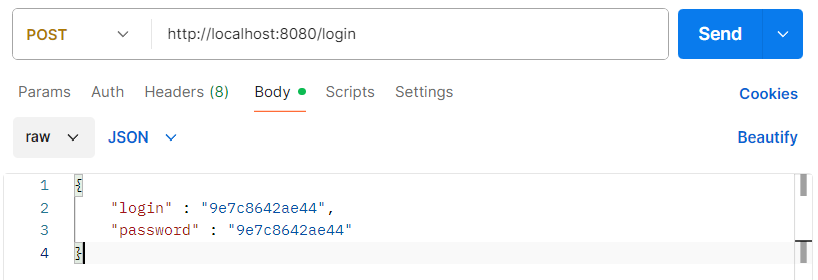 POST http://localhost:8080/login Send
Params Auth Headers (8) Body Scripts Settings Cookies
raw JSON Beautify
1 {
2 "login" : "9e7c8642ae44",
3 "password" : "9e7c8642ae44"
4 }